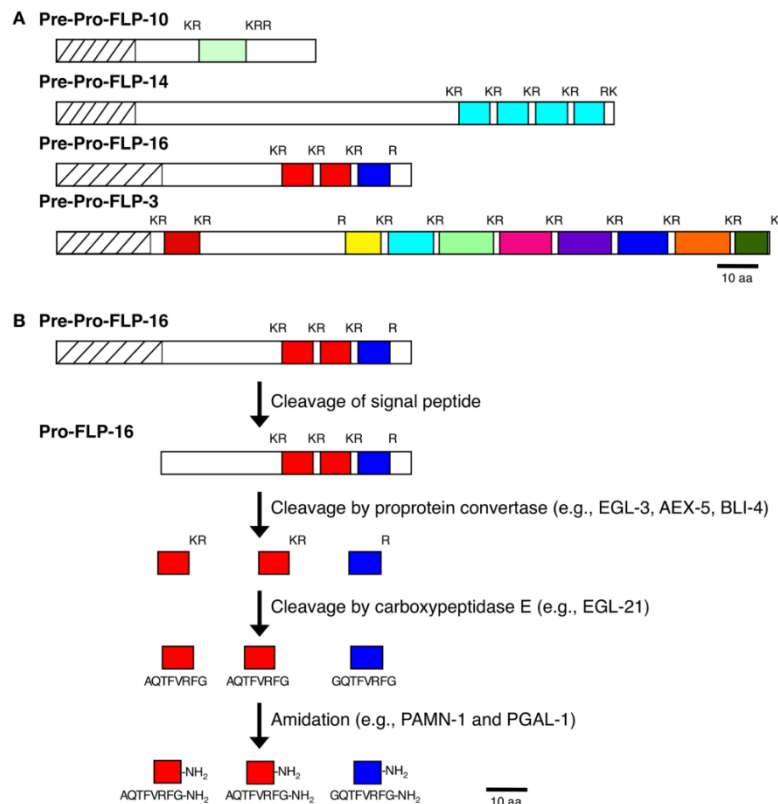 A Pre-Pro-FLP-10
KR KRR
Pre-Pro-FLP-14
KR KR KR KR RK
Pre-Pro-FLP-16
KR KR KR R
Pre-Pro-FLP-3
KR KR R KR KR KR KR KR KR KR K
10 aa
B Pre-Pro-FLP-16
KR KR KR R
Cleavage of signal peptide
Pro-FLP-16
KR KR KR R
Cleavage by proprotein convertase (e.g., EGL-3, AEX-5, BLI-4)
KR KR R
Cleavage by carboxypeptidase E (e.g., EGL-21)
AQTFVRFG AQTFVRFG GQTFVRFG
Amidation (e.g., PAMN-1 and PGAL-1)
-NH₂ -NH₂ -NH₂
AQTFVRFG-NH₂ AQTFVRFG-NH₂ GQTFVRFG-NH₂
10 aa